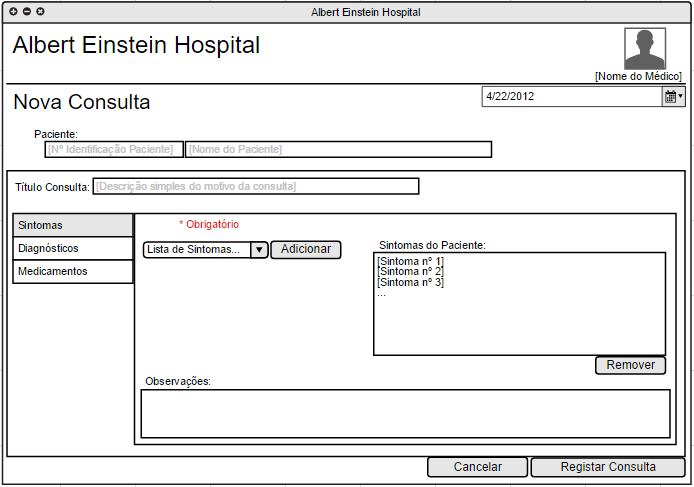 Albert Einstein Hospital
Albert Einstein Hospital
[Nome do Médico]
Nova Consulta
4/22/2012
Paciente:
[Nº Identificação Paciente] [Nome do Paciente]
Título Consulta: [Descrição simples do motivo da consulta]
Sintomas
Diagnósticos
Medicamentos
* Obrigatório
Lista de Sintomas... Adicionar
Sintomas do Paciente:
[Sintoma nº 1]
[Sintoma nº 2]
[Sintoma nº 3]
...
Remover
Observações:
Cancelar Registar Consulta